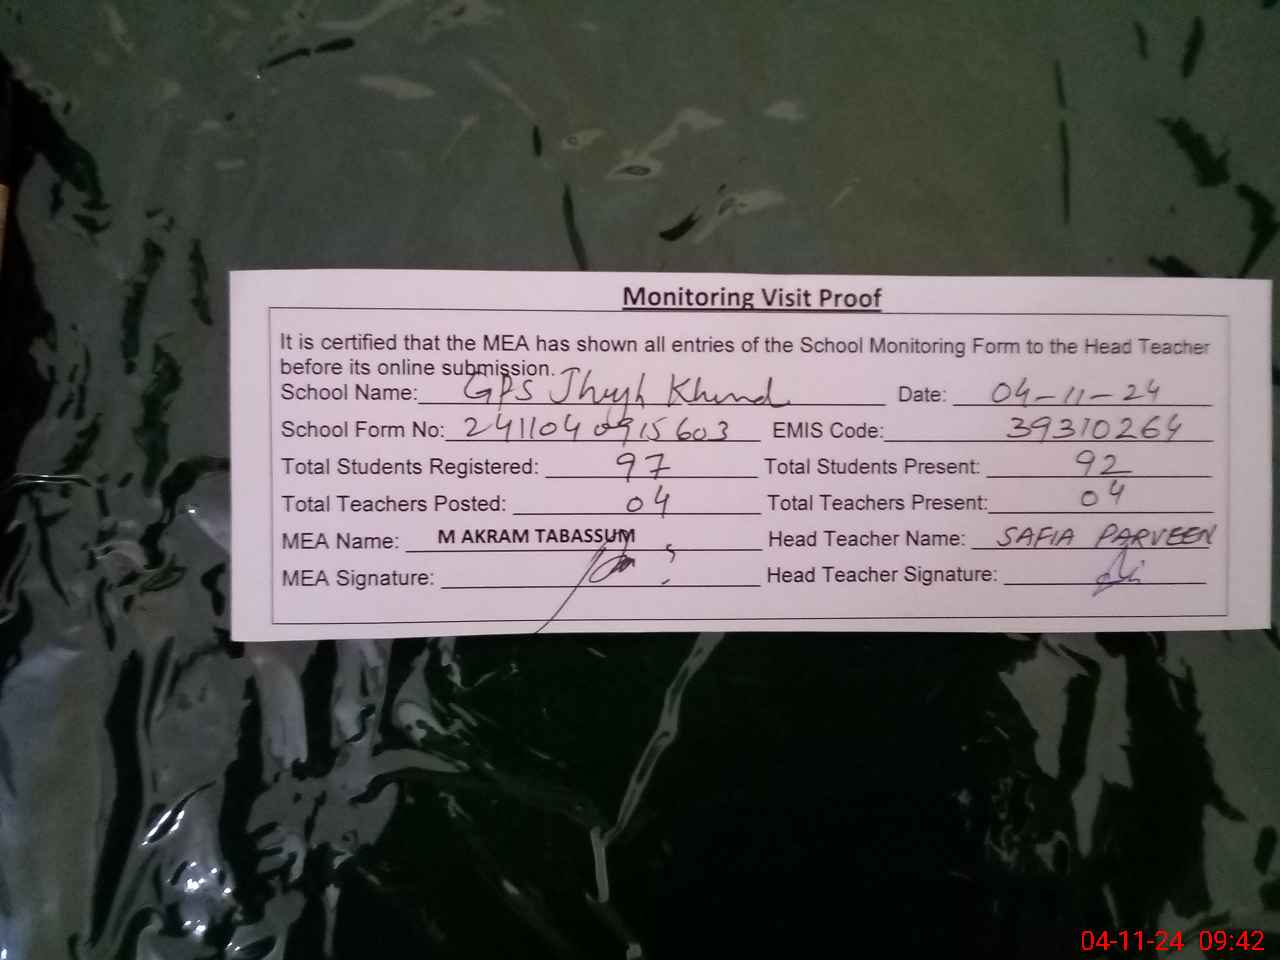 Monitoring Visit Proof
It is certified that the MEA has shown all entries of the School Monitoring Form to the Head Teacher
before its online submission.
School Name: GPS Jhugh Khund Date: 04-11-24
School Form No: 2411040915603 EMIS Code: 39310264
Total Students Registered: 97 Total Students Present: 92
Total Teachers Posted: 04 Total Teachers Present: 04
MEA Name: M AKRAM TABASSUM Head Teacher Name: SAFIA PARVEEN
MEA Signature: Head Teacher Signature:
04-11-24 09:42